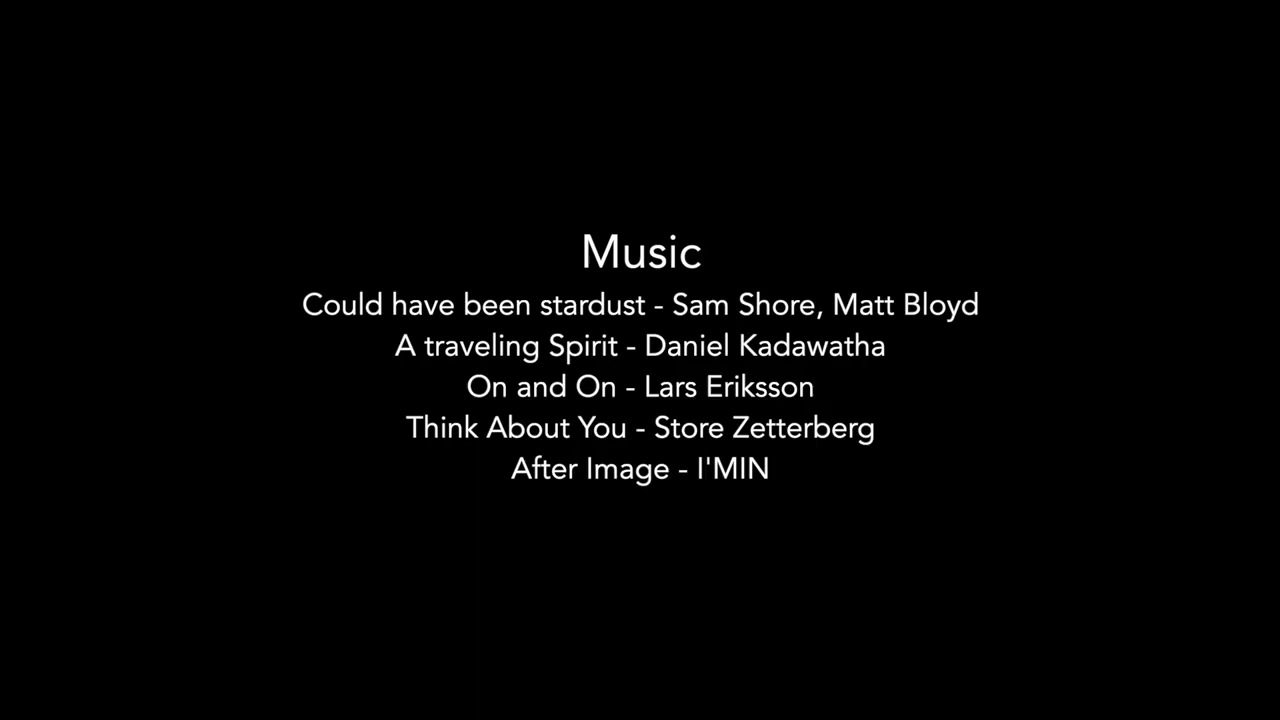 Music
Could have been stardust - Sam Shore, Matt Bloyd
A traveling Spirit - Daniel Kadawatha
On and On - Lars Eriksson
Think About You - Store Zetterberg
After Image - I'MIN